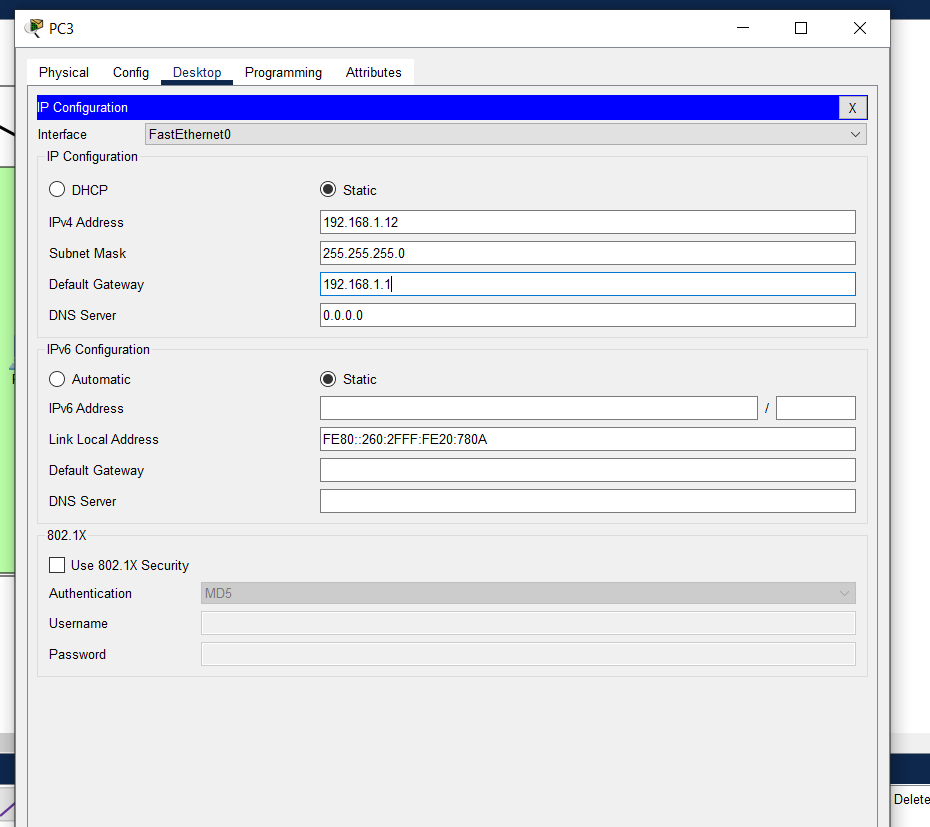 PC3
Physical Config Desktop Programming Attributes
IP Configuration X
Interface FastEthernet0
IP Configuration
DHCP Static
IPv4 Address 192.168.1.12
Subnet Mask 255.255.255.0
Default Gateway 192.168.1.1
DNS Server 0.0.0.0
IPv6 Configuration
Automatic Static
IPv6 Address /
Link Local Address FE80::260:2FFF:FE20:780A
Default Gateway
DNS Server
802.1X
Use 802.1X Security
Authentication MD5
Username
Password
Delete